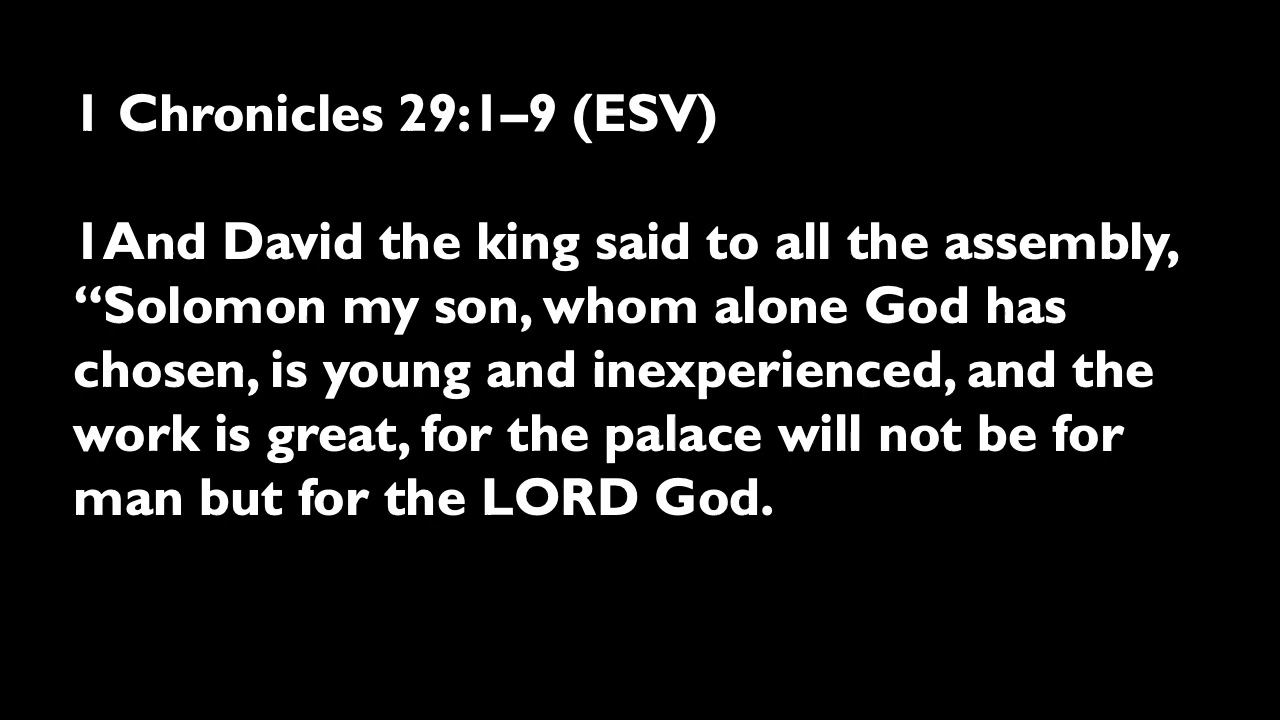 1 Chronicles 29:1–9 (ESV)
1And David the king said to all the assembly,
“Solomon my son, whom alone God has
chosen, is young and inexperienced, and the
work is great, for the palace will not be for
man but for the LORD God.